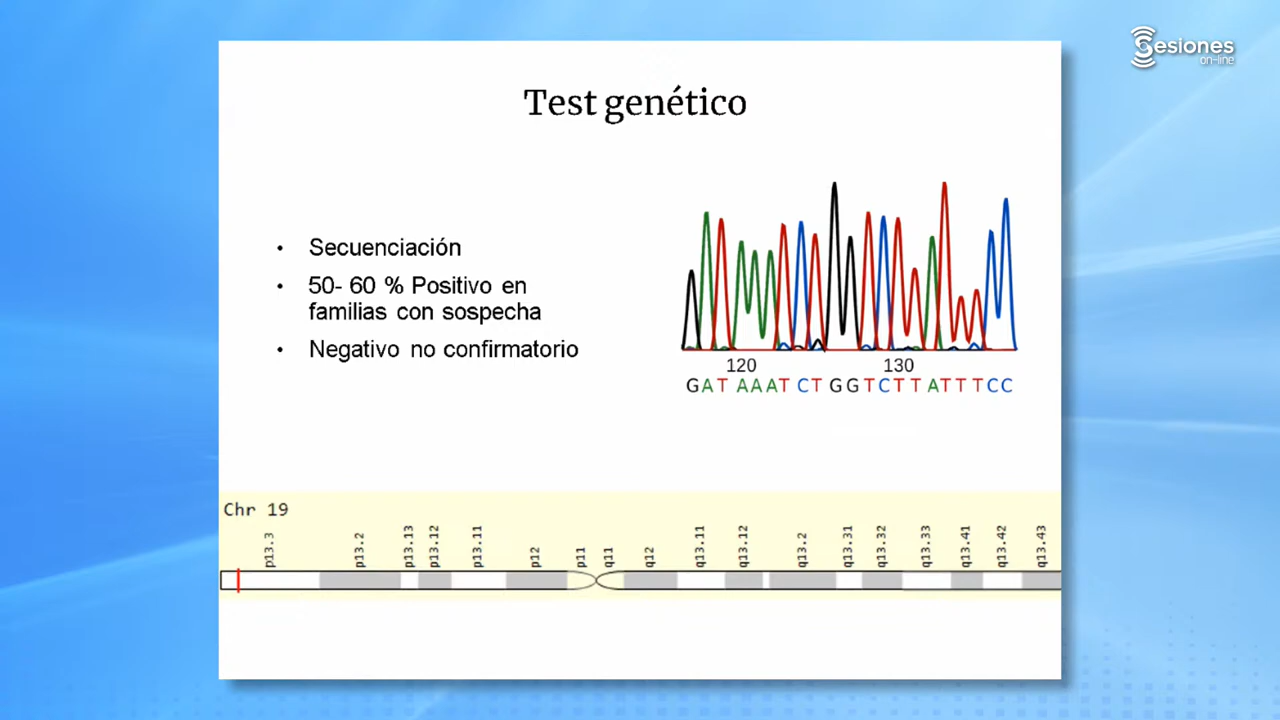 Sesiones
on-line
Test genético
• Secuenciación
• 50- 60 % Positivo en
familias con sospecha
• Negativo no confirmatorio
120 130
GAT AAAT CT GGTCTT ATTTCC
Chr 19
p13.3 p13.2 p13.13 p13.12 p13.11 p12 p11 q11 q12 q13.11 q13.12 q13.2 q13.31 q13.32 q13.33 q13.41 q13.42 q13.43